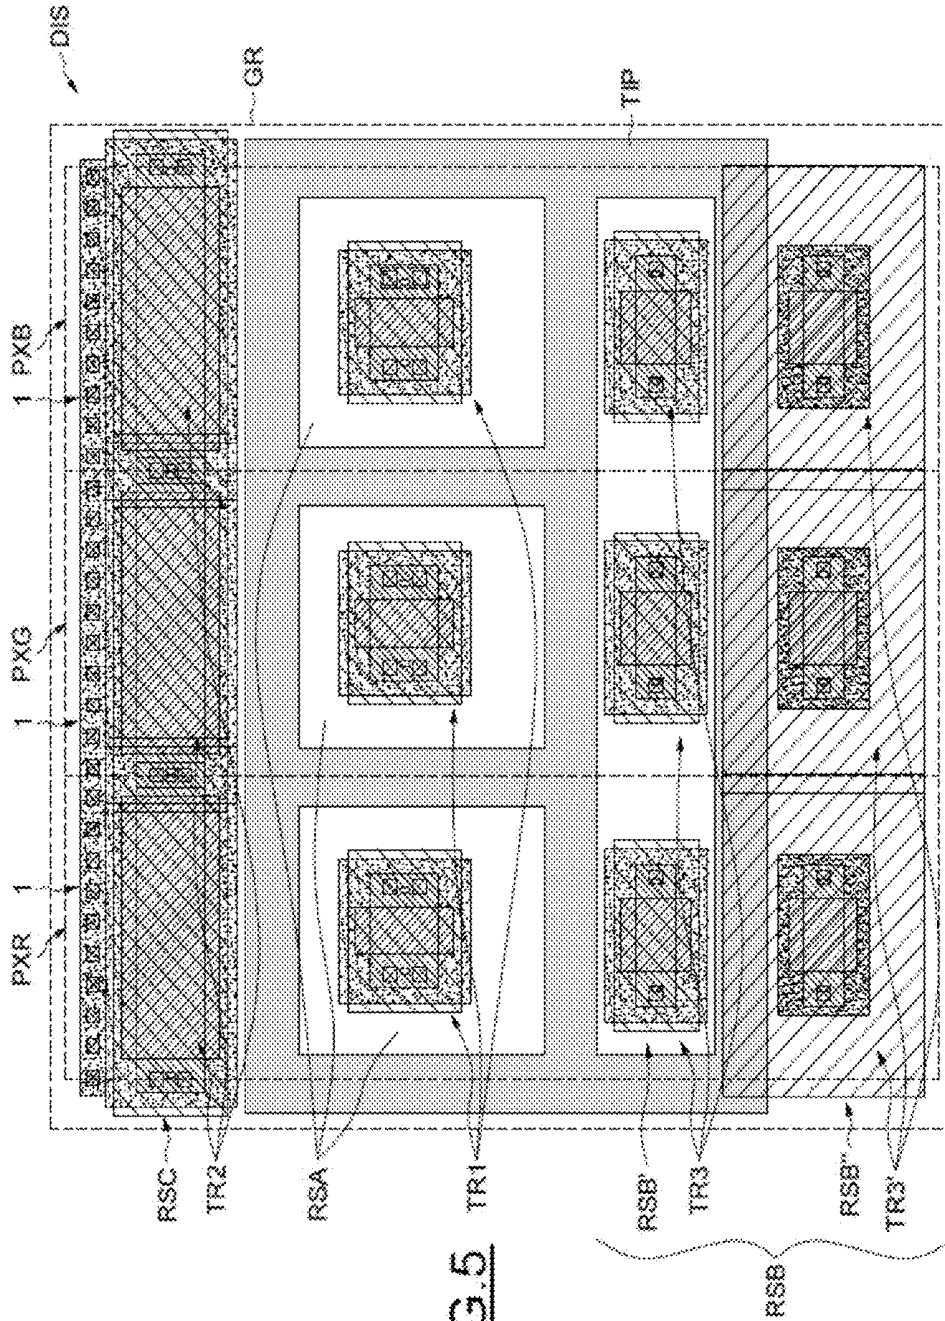 DIS
GR
TIP
PXB
1
PXG
1
PXR
1
RSC
TR2
RSA
TR1
RSB'
TR3
RSB''
TR3'
RSB
G.5